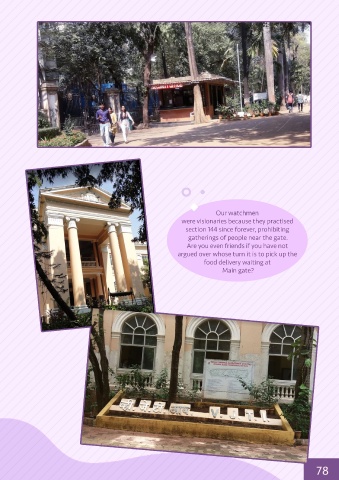 Our watchmen
were visionaries because they practised
section 144 since forever, prohibiting
gatherings of people near the gate.
Are you even friends if you have not
argued over whose turn it is to pick up the
food delivery waiting at
Main gate?
78